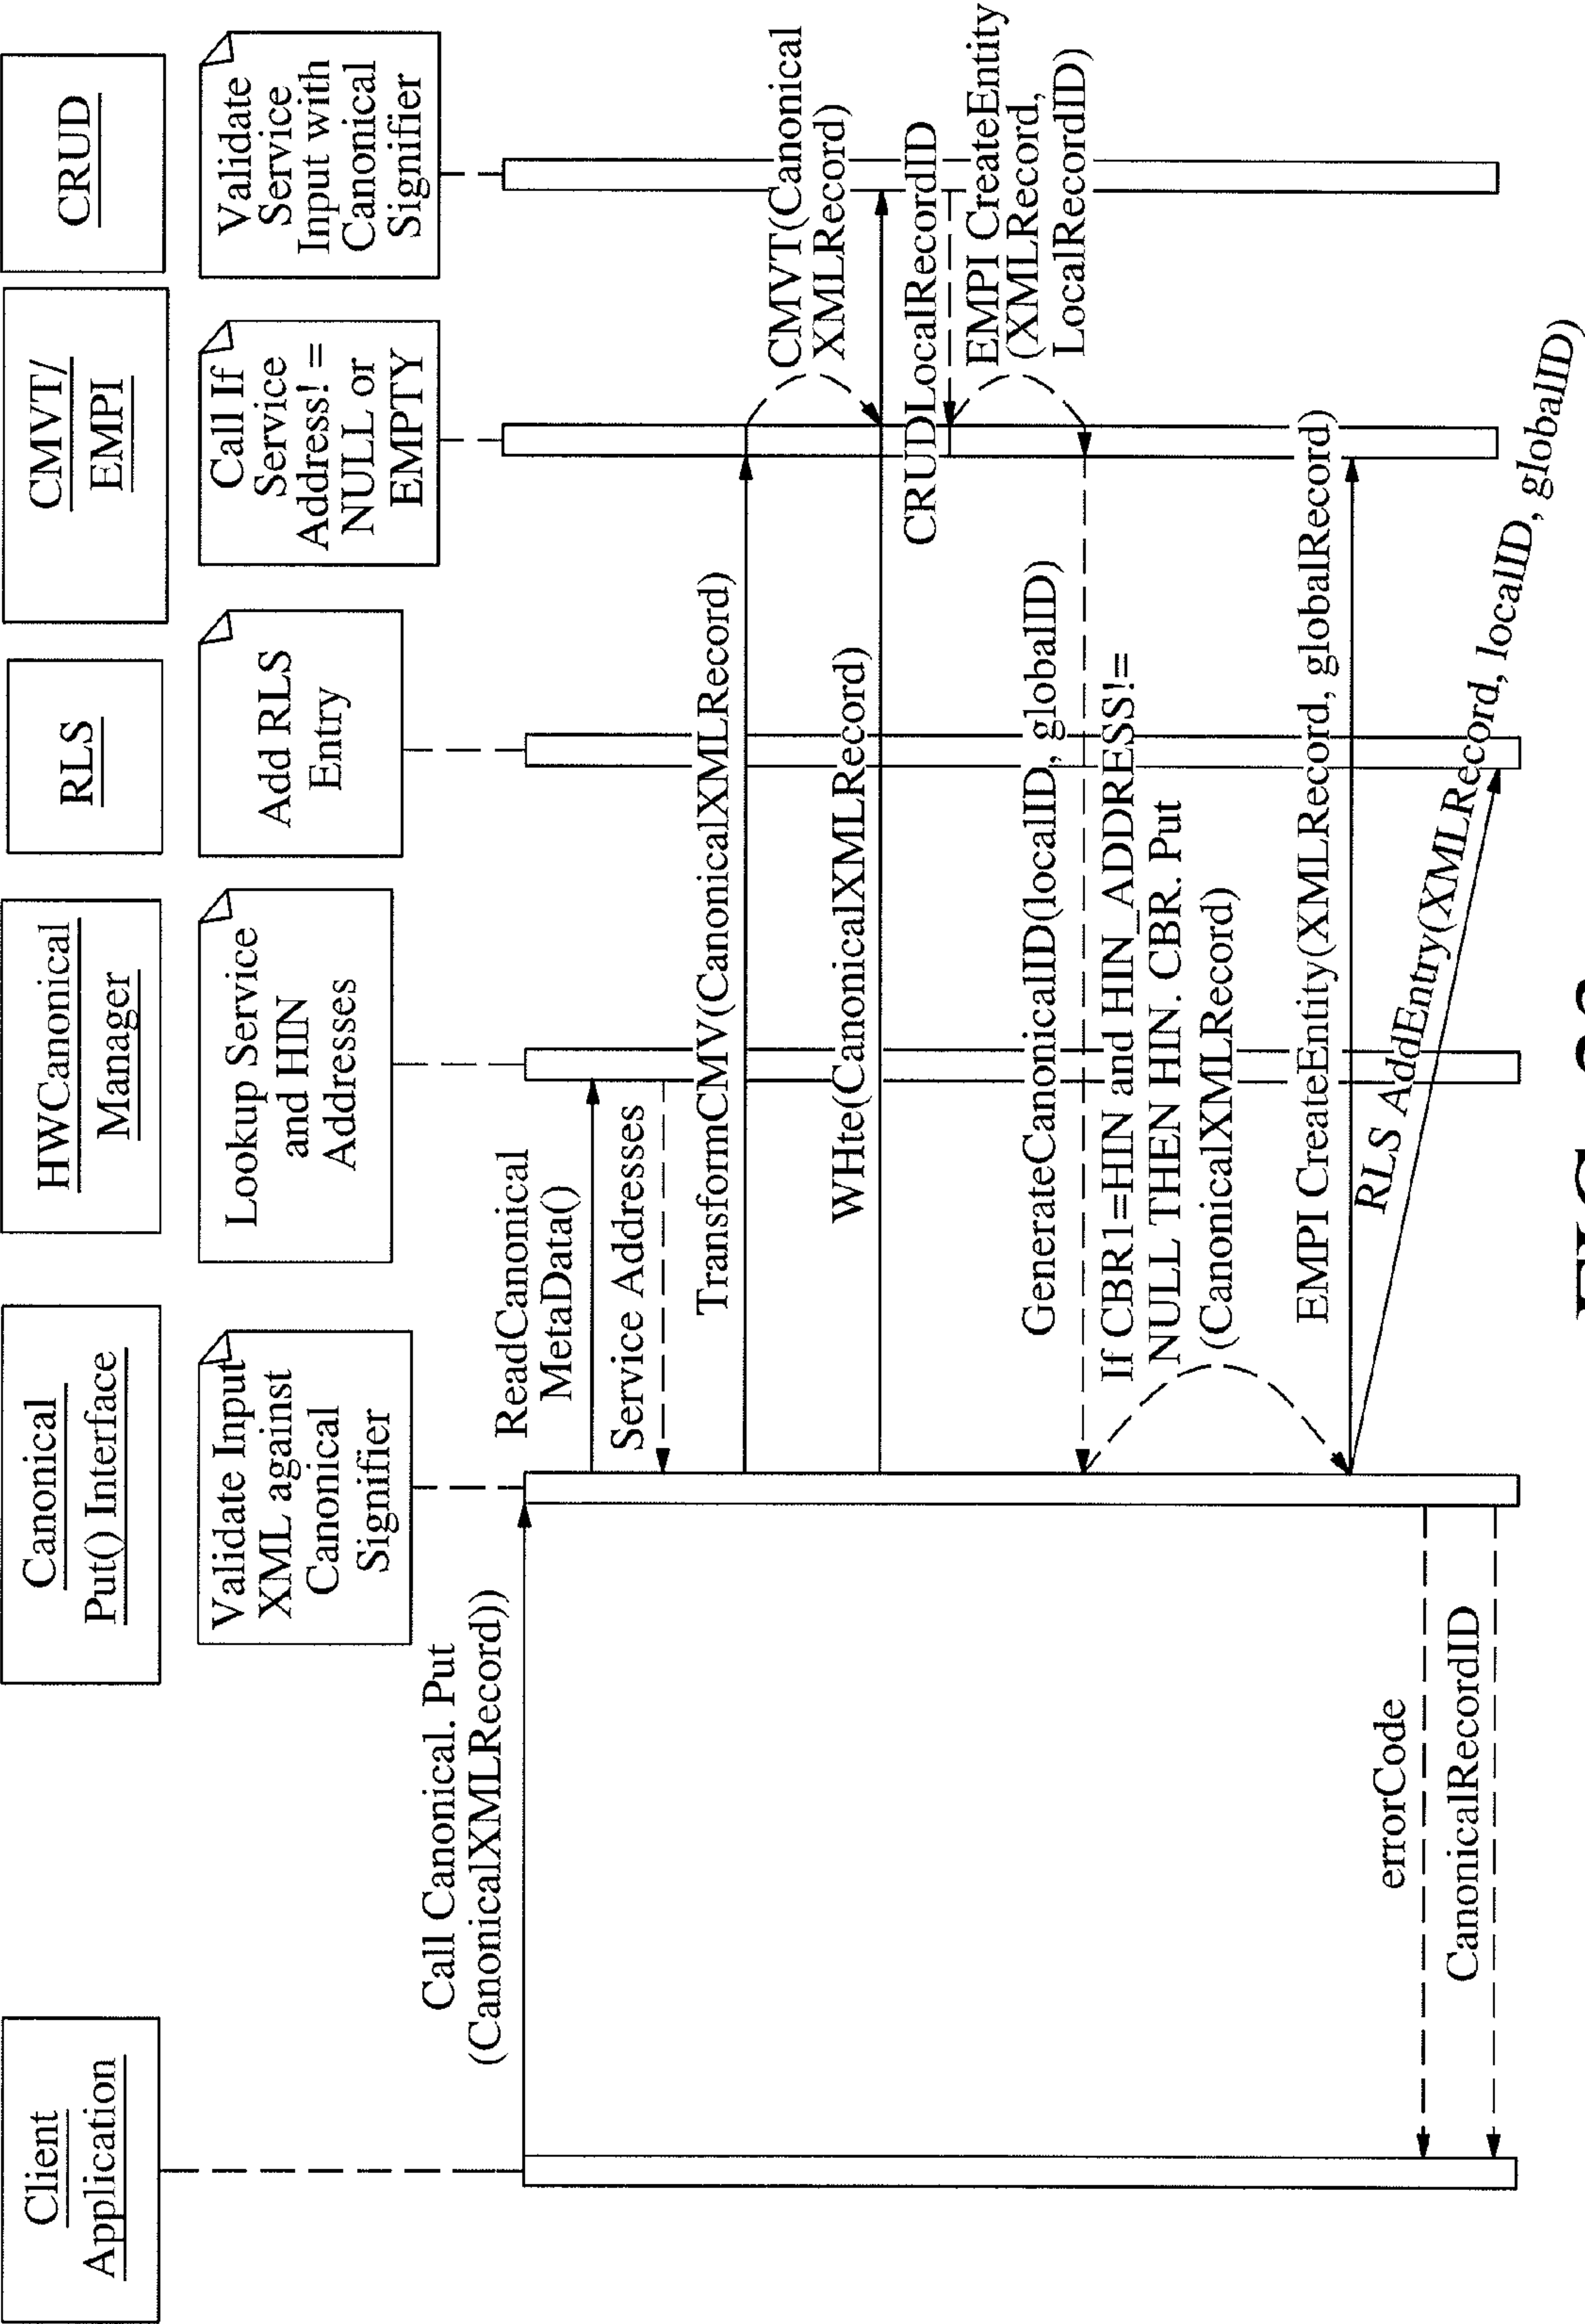 Client
Application
Canonical
Put() Interface
HWCanonical
Manager
RLS
CMVT/
EMPI
CRUD
Validate Input
XML against
Canonical
Signifier
Lookup Service
and HIN
Addresses
Add RLS
Entry
Call If
Service
Address! =
NULL or
EMPTY
Validate
Service
Input with
Canonical
Signifier
Call Canonical. Put
(CanonicalXMLRecord))
ReadCanonical
MetaData()
Service Addresses
TransformCMV(CanonicalXMLRecord)
CMVT(Canonical
XMLRecord)
WHte(CanonicalXMLRecord)
CRUDLocalRecordID
EMPI CreateEntity
(XMLRecord,
LocalRecordID)
GenerateCanonicalID(localID, globalID)
If CBR1=HIN and HIN_ADDRESS!=
NULL THEN HIN. CBR. Put
(CanonicalXMLRecord)
EMPI CreateEntity(XMLRecord, globalRecord)
RLS AddEntry(XMLRecord, localID, globalID)
errorCode
CanonicalRecordID